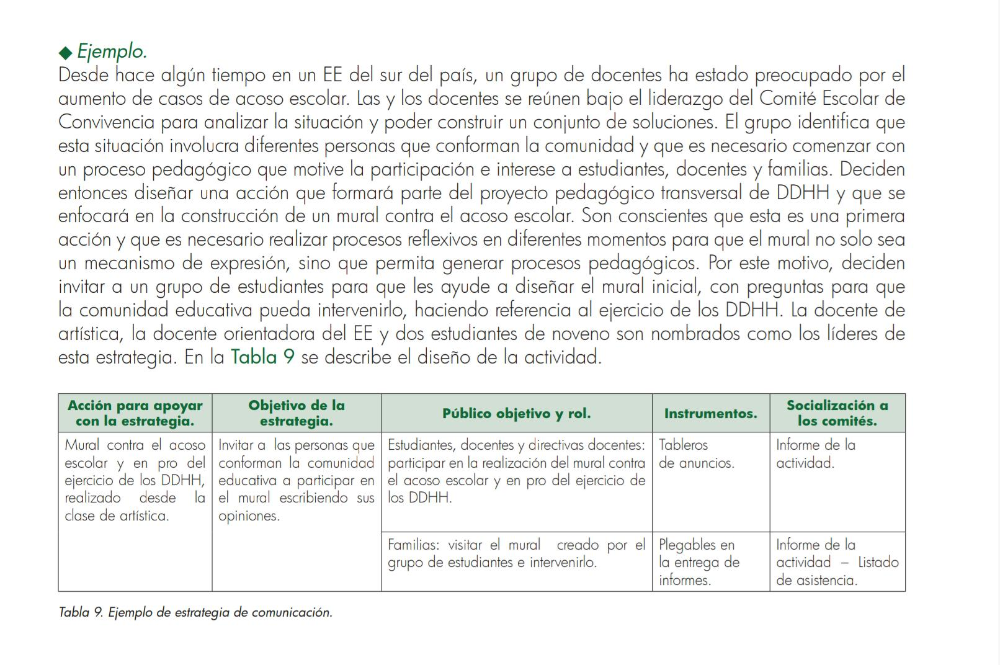 ◆ Ejemplo.
Desde hace algún tiempo en un EE del sur del país, un grupo de docentes ha estado preocupado por el
aumento de casos de acoso escolar. Las y los docentes se reúnen bajo el liderazgo del Comité Escolar de
Convivencia para analizar la situación y poder construir un conjunto de soluciones. El grupo identifica que
esta situación involucra diferentes personas que conforman la comunidad y que es necesario comenzar con
un proceso pedagógico que motive la participación e interese a estudiantes, docentes y familias. Deciden
entonces diseñar una acción que formará parte del proyecto pedagógico transversal de DDHH y que se
enfocará en la construcción de un mural contra el acoso escolar. Son conscientes que esta es una primera
acción y que es necesario realizar procesos reflexivos en diferentes momentos para que el mural no solo sea
un mecanismo de expresión, sino que permita generar procesos pedagógicos. Por este motivo, deciden
invitar a un grupo de estudiantes para que les ayude a diseñar el mural inicial, con preguntas para que
la comunidad educativa pueda intervenirlo, haciendo referencia al ejercicio de los DDHH. La docente de
artística, la docente orientadora del EE y dos estudiantes de noveno son nombrados como los líderes de
esta estrategia. En la Tabla 9 se describe el diseño de la actividad.
Acción para apoyar
con la estrategia.
Objetivo de la
estrategia.
Público objetivo y rol.
Instrumentos.
Socialización a
los comités.
Mural contra el acoso
escolar y en pro del
ejercicio de los DDHH,
realizado desde la
clase de artística.
Invitar a las personas que
conforman la comunidad
educativa a participar en
el mural escribiendo sus
opiniones.
Estudiantes, docentes y directivas docentes:
participar en la realización del mural contra
el acoso escolar y en pro del ejercicio de
los DDHH.
Tableros
de anuncios.
Informe de la
actividad.
Familias: visitar el mural creado por el
grupo de estudiantes e intervenirlo.
Plegables en
la entrega de
informes.
Informe de la
actividad – Listado
de asistencia.
Tabla 9. Ejemplo de estrategia de comunicación.